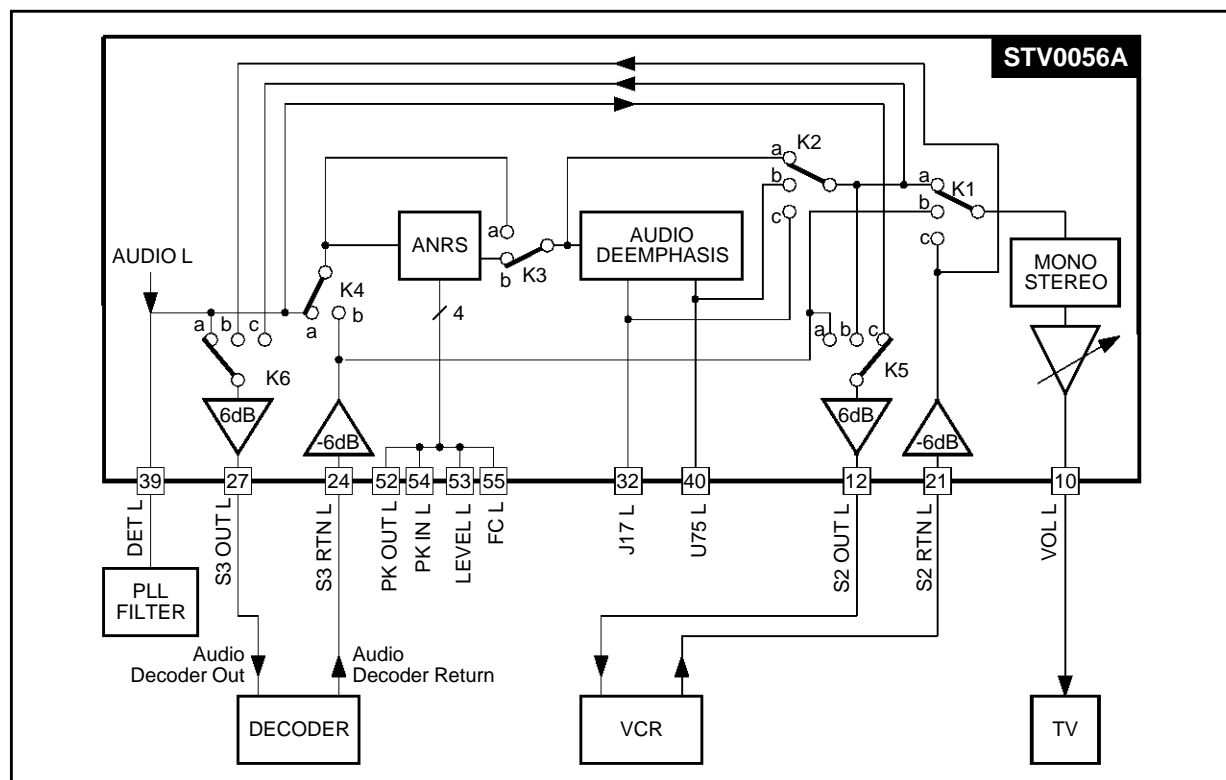 STV0056A
a
K2
b
a
K1
b
c
c
ANRS
a
b
K3
AUDIO
DEEMPHASIS
MONO
STEREO
AUDIO L
K4
a
b
4
a
b
c
K6
a
b
c
K5
6dB
-6dB
6dB
-6dB
39
27
24
52
54
53
55
32
40
12
21
10
DET L
S3 OUT L
S3 RTN L
PK OUT L
PK IN L
LEVEL L
FC L
J17 L
U75 L
S2 OUT L
S2 RTN L
VOL L
PLL
FILTER
Audio
Decoder Out
Audio
Decoder Return
DECODER
VCR
TV